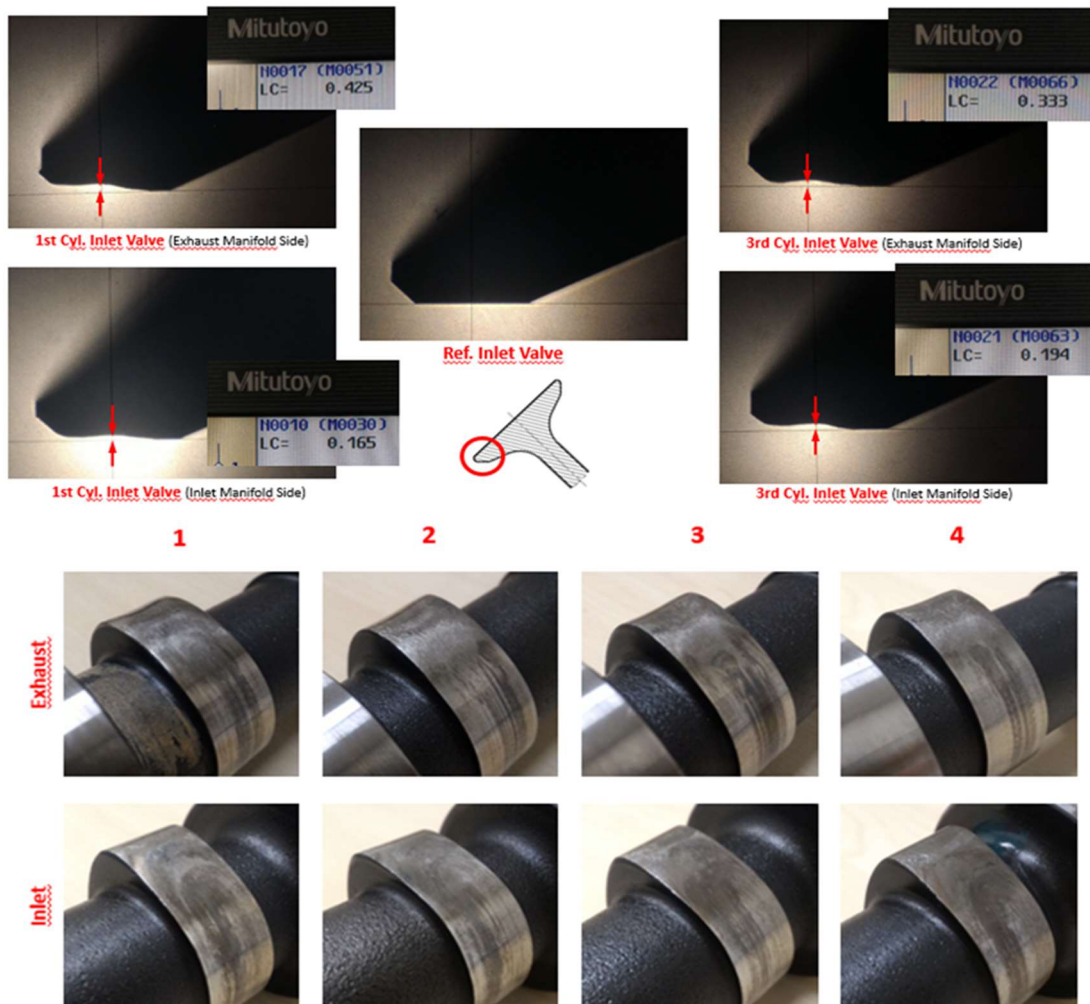 Mitutoyo
N0017 (M0051)
LC= 0.425
1st Cyl. Inlet Valve (Exhaust Manifold Side)
Mitutoyo
N0022 (M0066)
LC= 0.333
3rd Cyl. Inlet Valve (Exhaust Manifold Side)
Ref. Inlet Valve
Mitutoyo
N0010 (M0030)
LC= 0.165
1st Cyl. Inlet Valve (Inlet Manifold Side)
Mitutoyo
N0021 (M0063)
LC= 0.194
3rd Cyl. Inlet Valve (Inlet Manifold Side)
1 2 3 4
Exhaust
Inlet